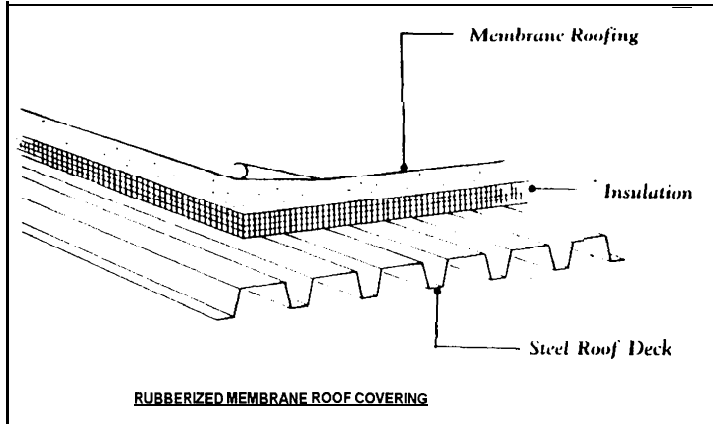 Membrane Roofing
Insulation
Steel Roof Deck
RUBBERIZED MEMBRANE ROOF COVERING